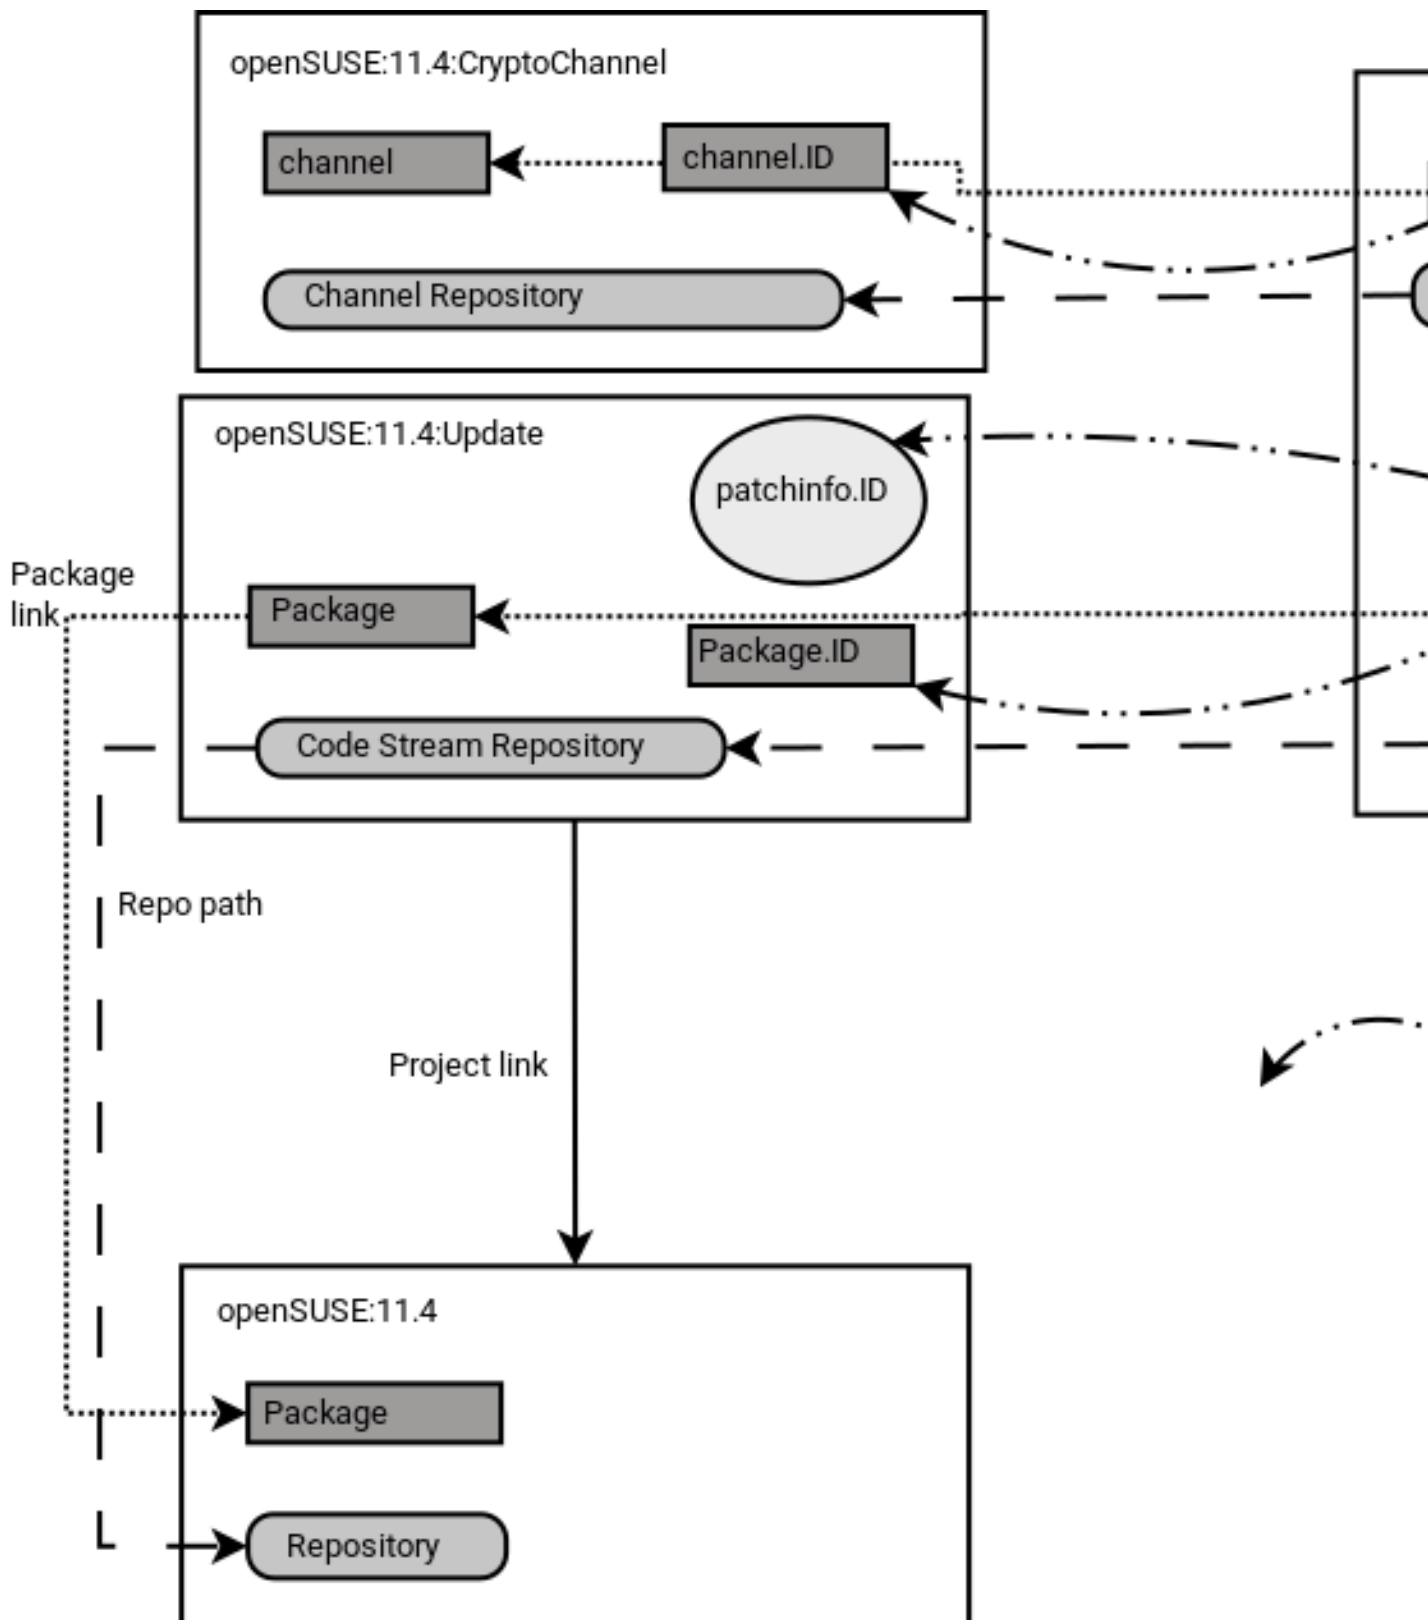 openSUSE:11.4:CryptoChannel
channel
channel.ID
Channel Repository
openSUSE:11.4:Update
patchinfo.ID
Package
link
Package
Package.ID
Code Stream Repository
Repo path
Project link
openSUSE:11.4
Package
Repository